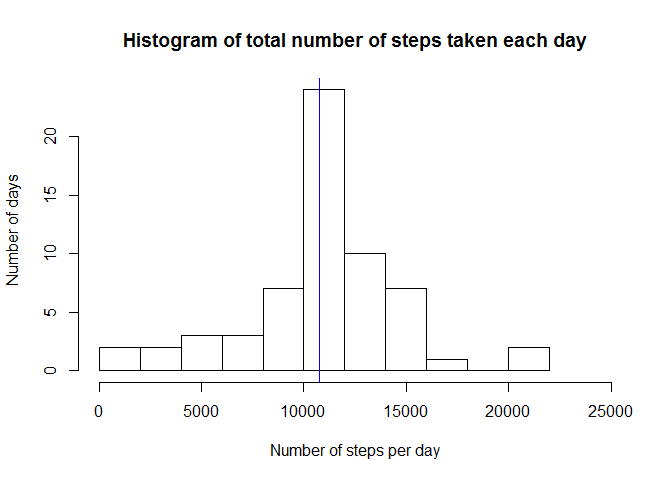 Histogram of total number of steps taken each day
Number of days
20
15
10
5
0
0 5000 10000 15000 20000 25000
Number of steps per day